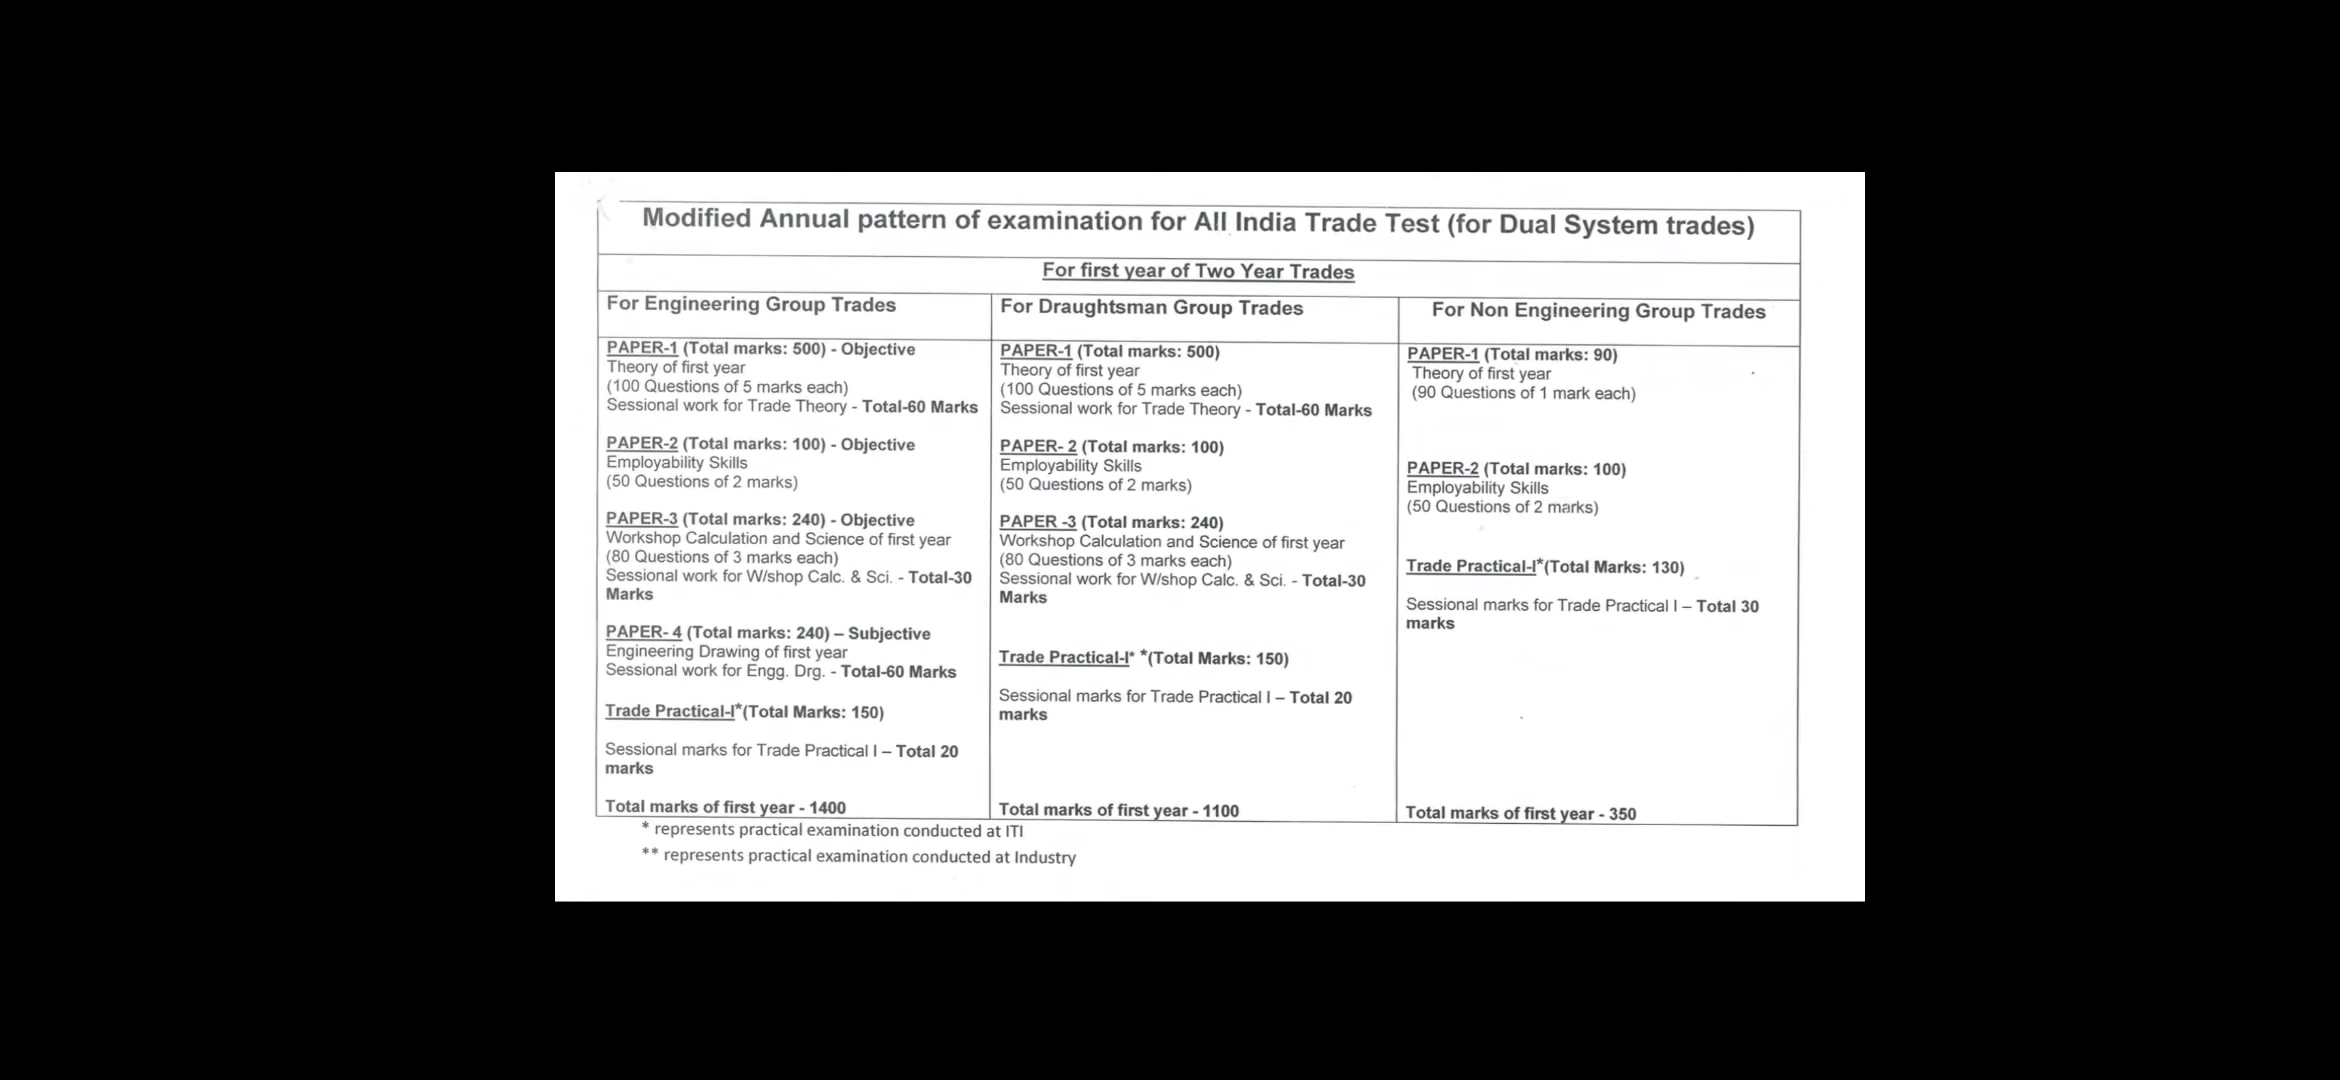 Modified Annual pattern of examination for All India Trade Test (for Dual System trades)
For first year of Two Year Trades
For Engineering Group Trades
PAPER-1 (Total marks: 500) - Objective
Theory of first year
(100 Questions of 5 marks each)
Sessional work for Trade Theory - Total-60 Marks
PAPER-2 (Total marks: 100) - Objective
Employability Skills
(50 Questions of 2 marks)
PAPER-3 (Total marks: 240) - Objective
Workshop Calculation and Science of first year
(80 Questions of 3 marks each)
Sessional work for W/shop Calc. & Sci. - Total-30
Marks
PAPER- 4 (Total marks: 240) – Subjective
Engineering Drawing of first year
Sessional work for Engg. Drg. - Total-60 Marks
Trade Practical-I*(Total Marks: 150)
Sessional marks for Trade Practical I – Total 20
marks
Total marks of first year - 1400
For Draughtsman Group Trades
PAPER-1 (Total marks: 500)
Theory of first year
(100 Questions of 5 marks each)
Sessional work for Trade Theory - Total-60 Marks
PAPER- 2 (Total marks: 100)
Employability Skills
(50 Questions of 2 marks)
PAPER -3 (Total marks: 240)
Workshop Calculation and Science of first year
(80 Questions of 3 marks each)
Sessional work for W/shop Calc. & Sci. - Total-30
Marks
Trade Practical-I* *(Total Marks: 150)
Sessional marks for Trade Practical I – Total 20
marks
Total marks of first year - 1100
For Non Engineering Group Trades
PAPER-1 (Total marks: 90)
Theory of first year
(90 Questions of 1 mark each)
PAPER-2 (Total marks: 100)
Employability Skills
(50 Questions of 2 marks)
Trade Practical-I*(Total Marks: 130)
Sessional marks for Trade Practical I – Total 30
marks
Total marks of first year - 350
* represents practical examination conducted at ITI
** represents practical examination conducted at Industry